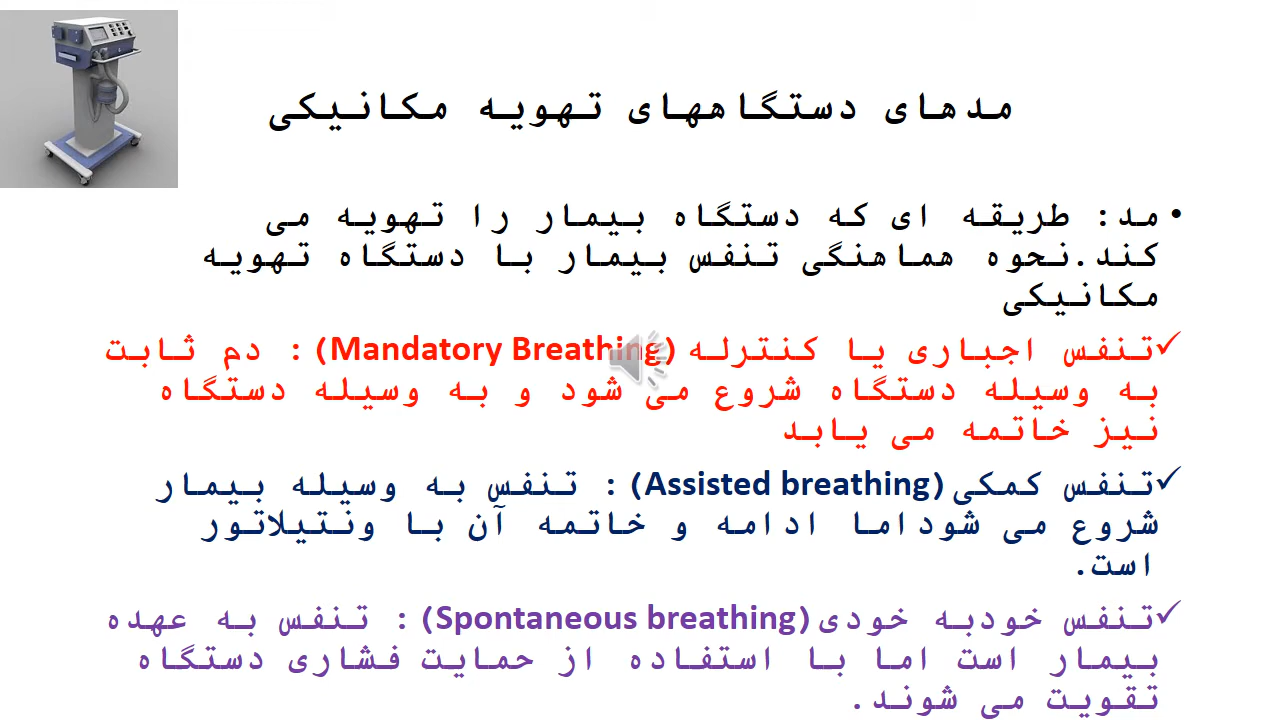 مدهای دستگاههای تهویه مکانیکی
• مد: طریقه ای که دستگاه بیمار را تهویه می
کند.نحوه هماهنگی تنفس بیمار با دستگاه تهویه
مکانیکی
✓تنفس اجباری یا کنترله (Mandatory Breathing): دم ثابت
به وسیله دستگاه شروع می شود و به وسیله دستگاه
نیز خاتمه می یابد
✓تنفس کمکی (Assisted breathing): تنفس به وسیله بیمار
شروع می شوداما ادامه و خاتمه آن با ونتیلاتور
است.
✓تنفس خودبه خودی (Spontaneous breathing): تنفس به عهده
بیمار است اما با استفاده از حمایت فشاری دستگاه
تقویت می شوند.